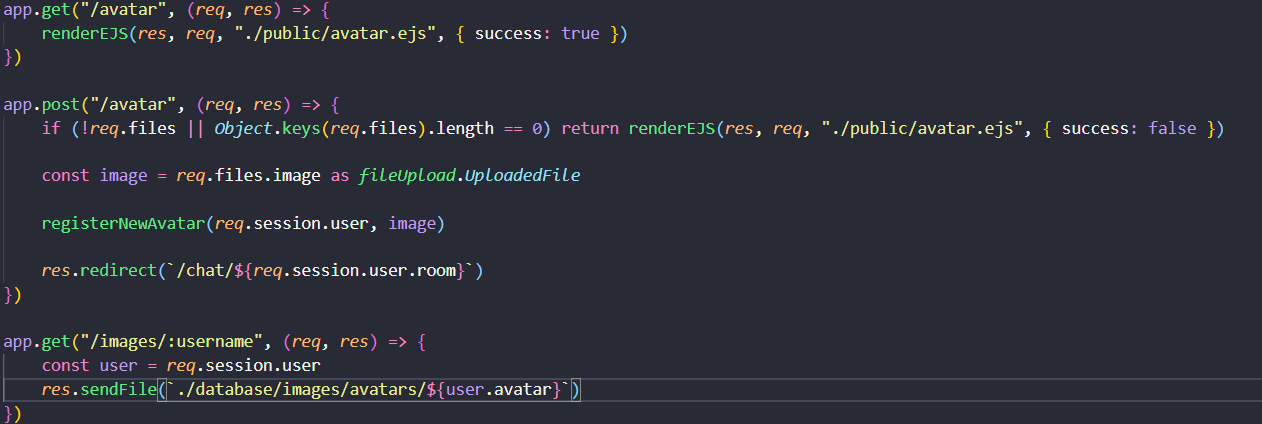 app.get("/avatar", (req, res) => {
    renderEJS(res, req, "./public/avatar.ejs", { success: true })
})

app.post("/avatar", (req, res) => {
    if (!req.files || Object.keys(req.files).length == 0) return renderEJS(res, req, "./public/avatar.ejs", { success: false })

    const image = req.files.image as fileUpload.UploadedFile

    registerNewAvatar(req.session.user, image)

    res.redirect(`/chat/${req.session.user.room}`)
})

app.get("/images/:username", (req, res) => {
    const user = req.session.user
    res.sendFile(`./database/images/avatars/${user.avatar}`)
})